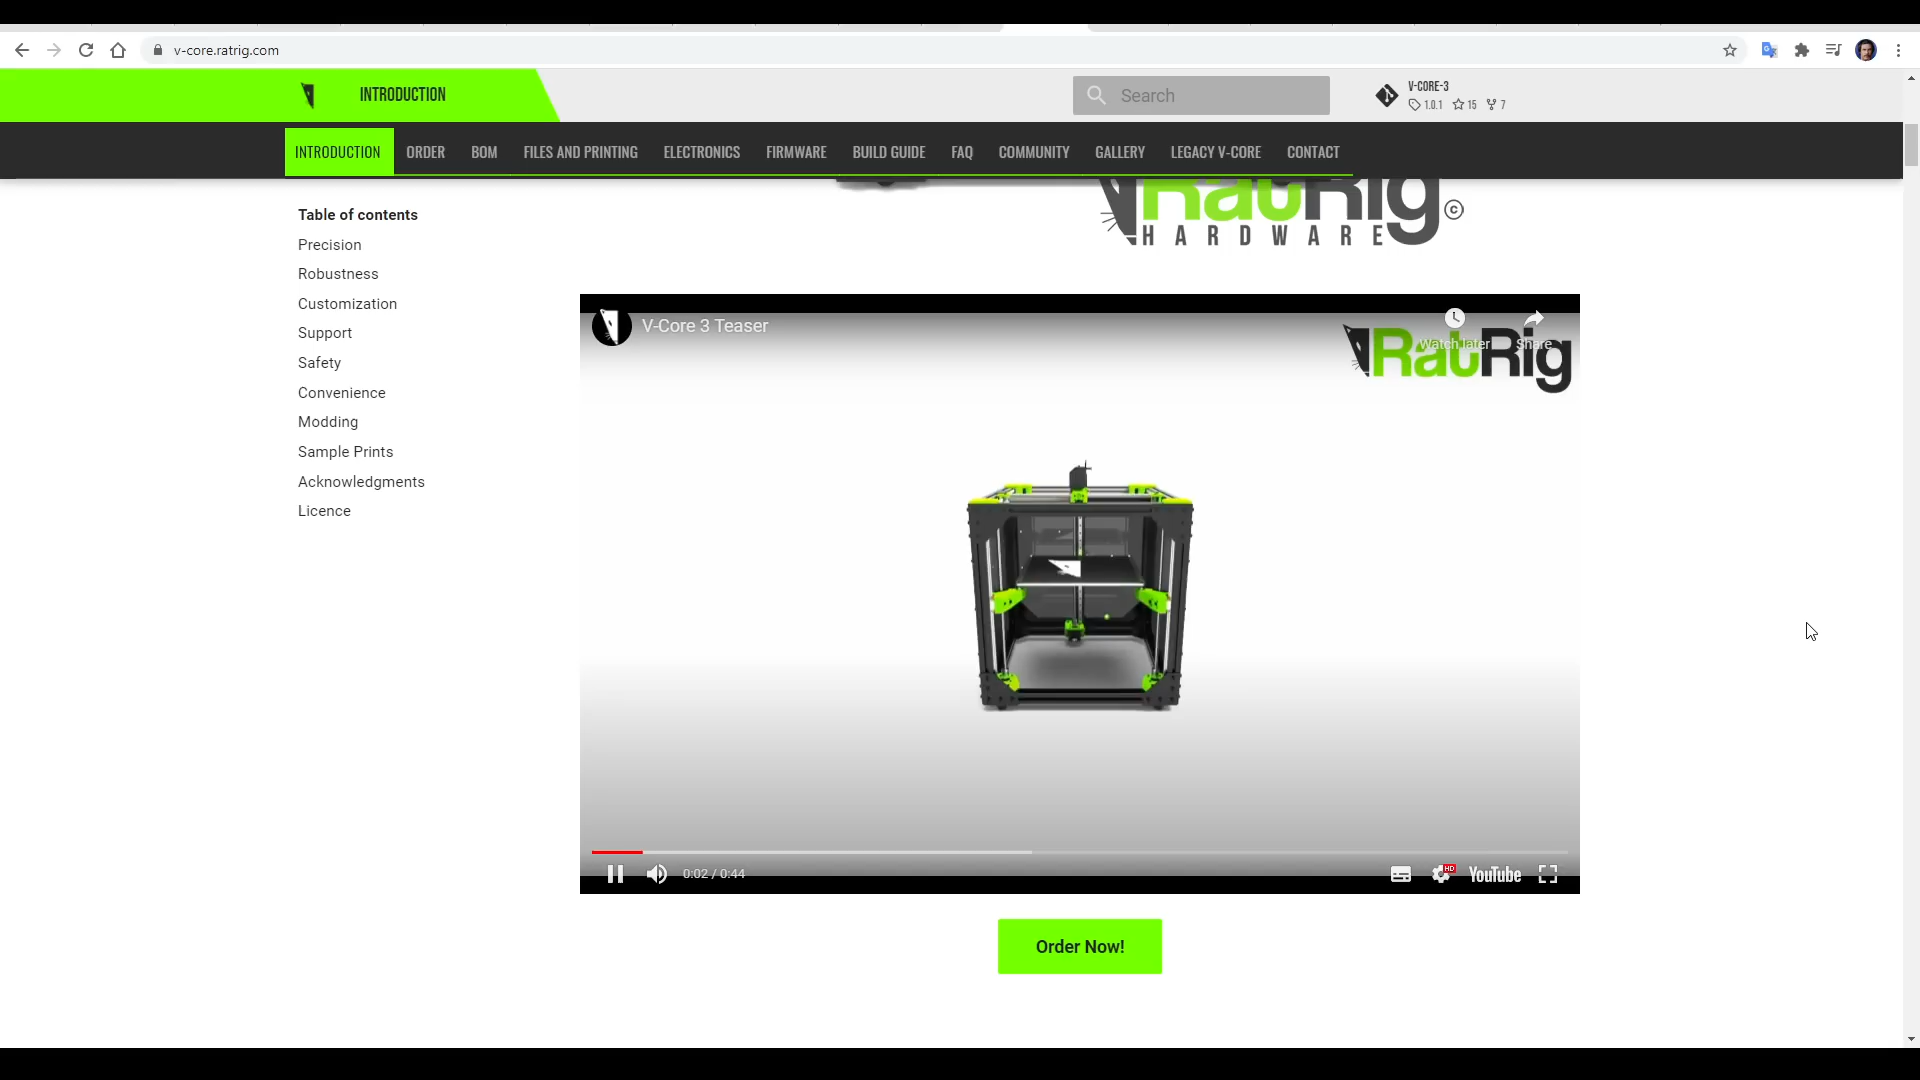 v-core.ratrig.com
INTRODUCTION
Search
V-CORE-3
1.0.1 15 7
INTRODUCTION ORDER BOM FILES AND PRINTING ELECTRONICS FIRMWARE BUILD GUIDE FAQ COMMUNITY GALLERY LEGACY V-CORE CONTACT
RatRig ©
HARDWARE
Table of contents
Precision
Robustness
Customization
Support
Safety
Convenience
Modding
Sample Prints
Acknowledgments
Licence
V-Core 3 Teaser
Watch later Share
RatRig
0:02 / 0:44
HD
YouTube
Order Now!